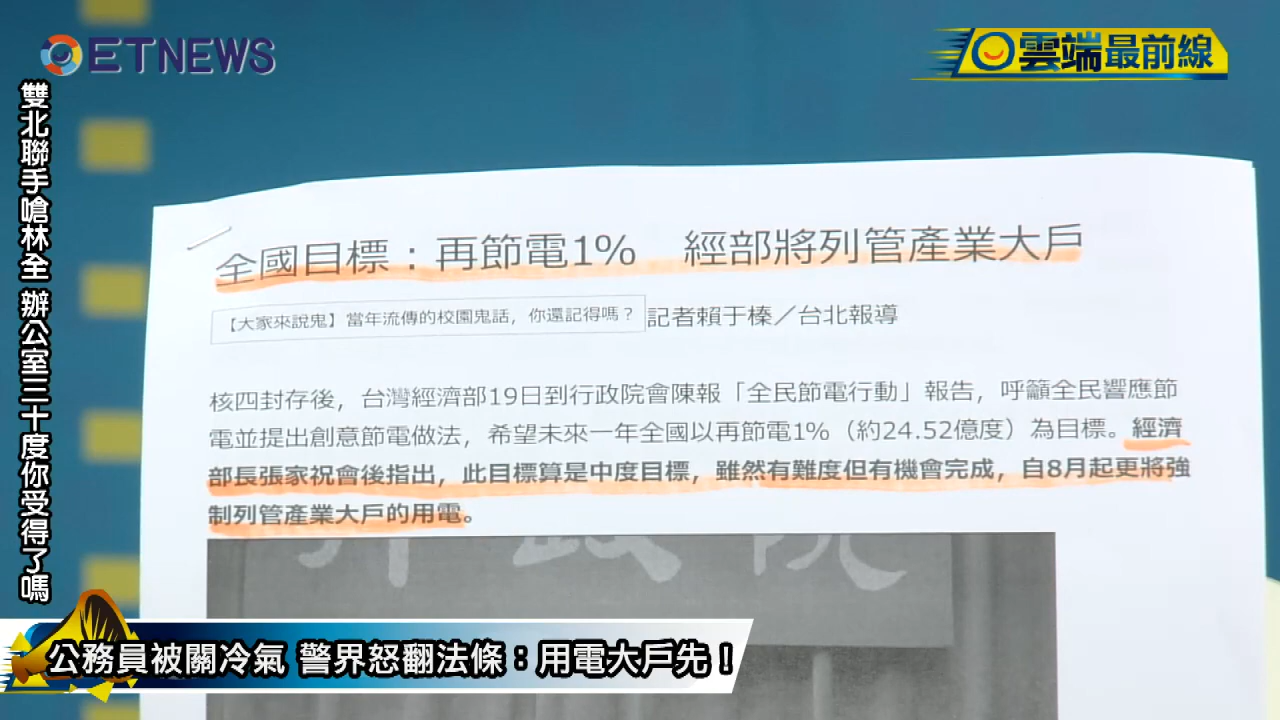 ETNEWS
雲端最前線
雙北聯手嗆林全 辦公室三十度你受得了嗎
全國目標：再節電1%　經部將列管產業大戶
【大家來說鬼】當年流傳的校園鬼話，你還記得嗎？
記者賴于榛／台北報導
核四封存後，台灣經濟部19日到行政院會陳報「全民節電行動」報告，呼籲全民響應節
電並提出創意節電做法，希望未來一年全國以再節電1%（約24.52億度）為目標。經濟
部長張家祝會後指出，此目標算是中度目標，雖然有難度但有機會完成，自8月起更將強
制列管產業大戶的用電。
公務員被關冷氣 警界怒翻法條：用電大戶先！